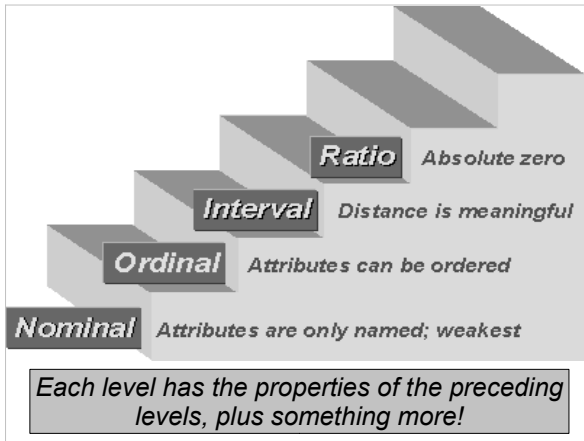 Ratio Absolute zero
Interval Distance is meaningful
Ordinal Attributes can be ordered
Nominal Attributes are only named; weakest
Each level has the properties of the preceding
levels, plus something more!